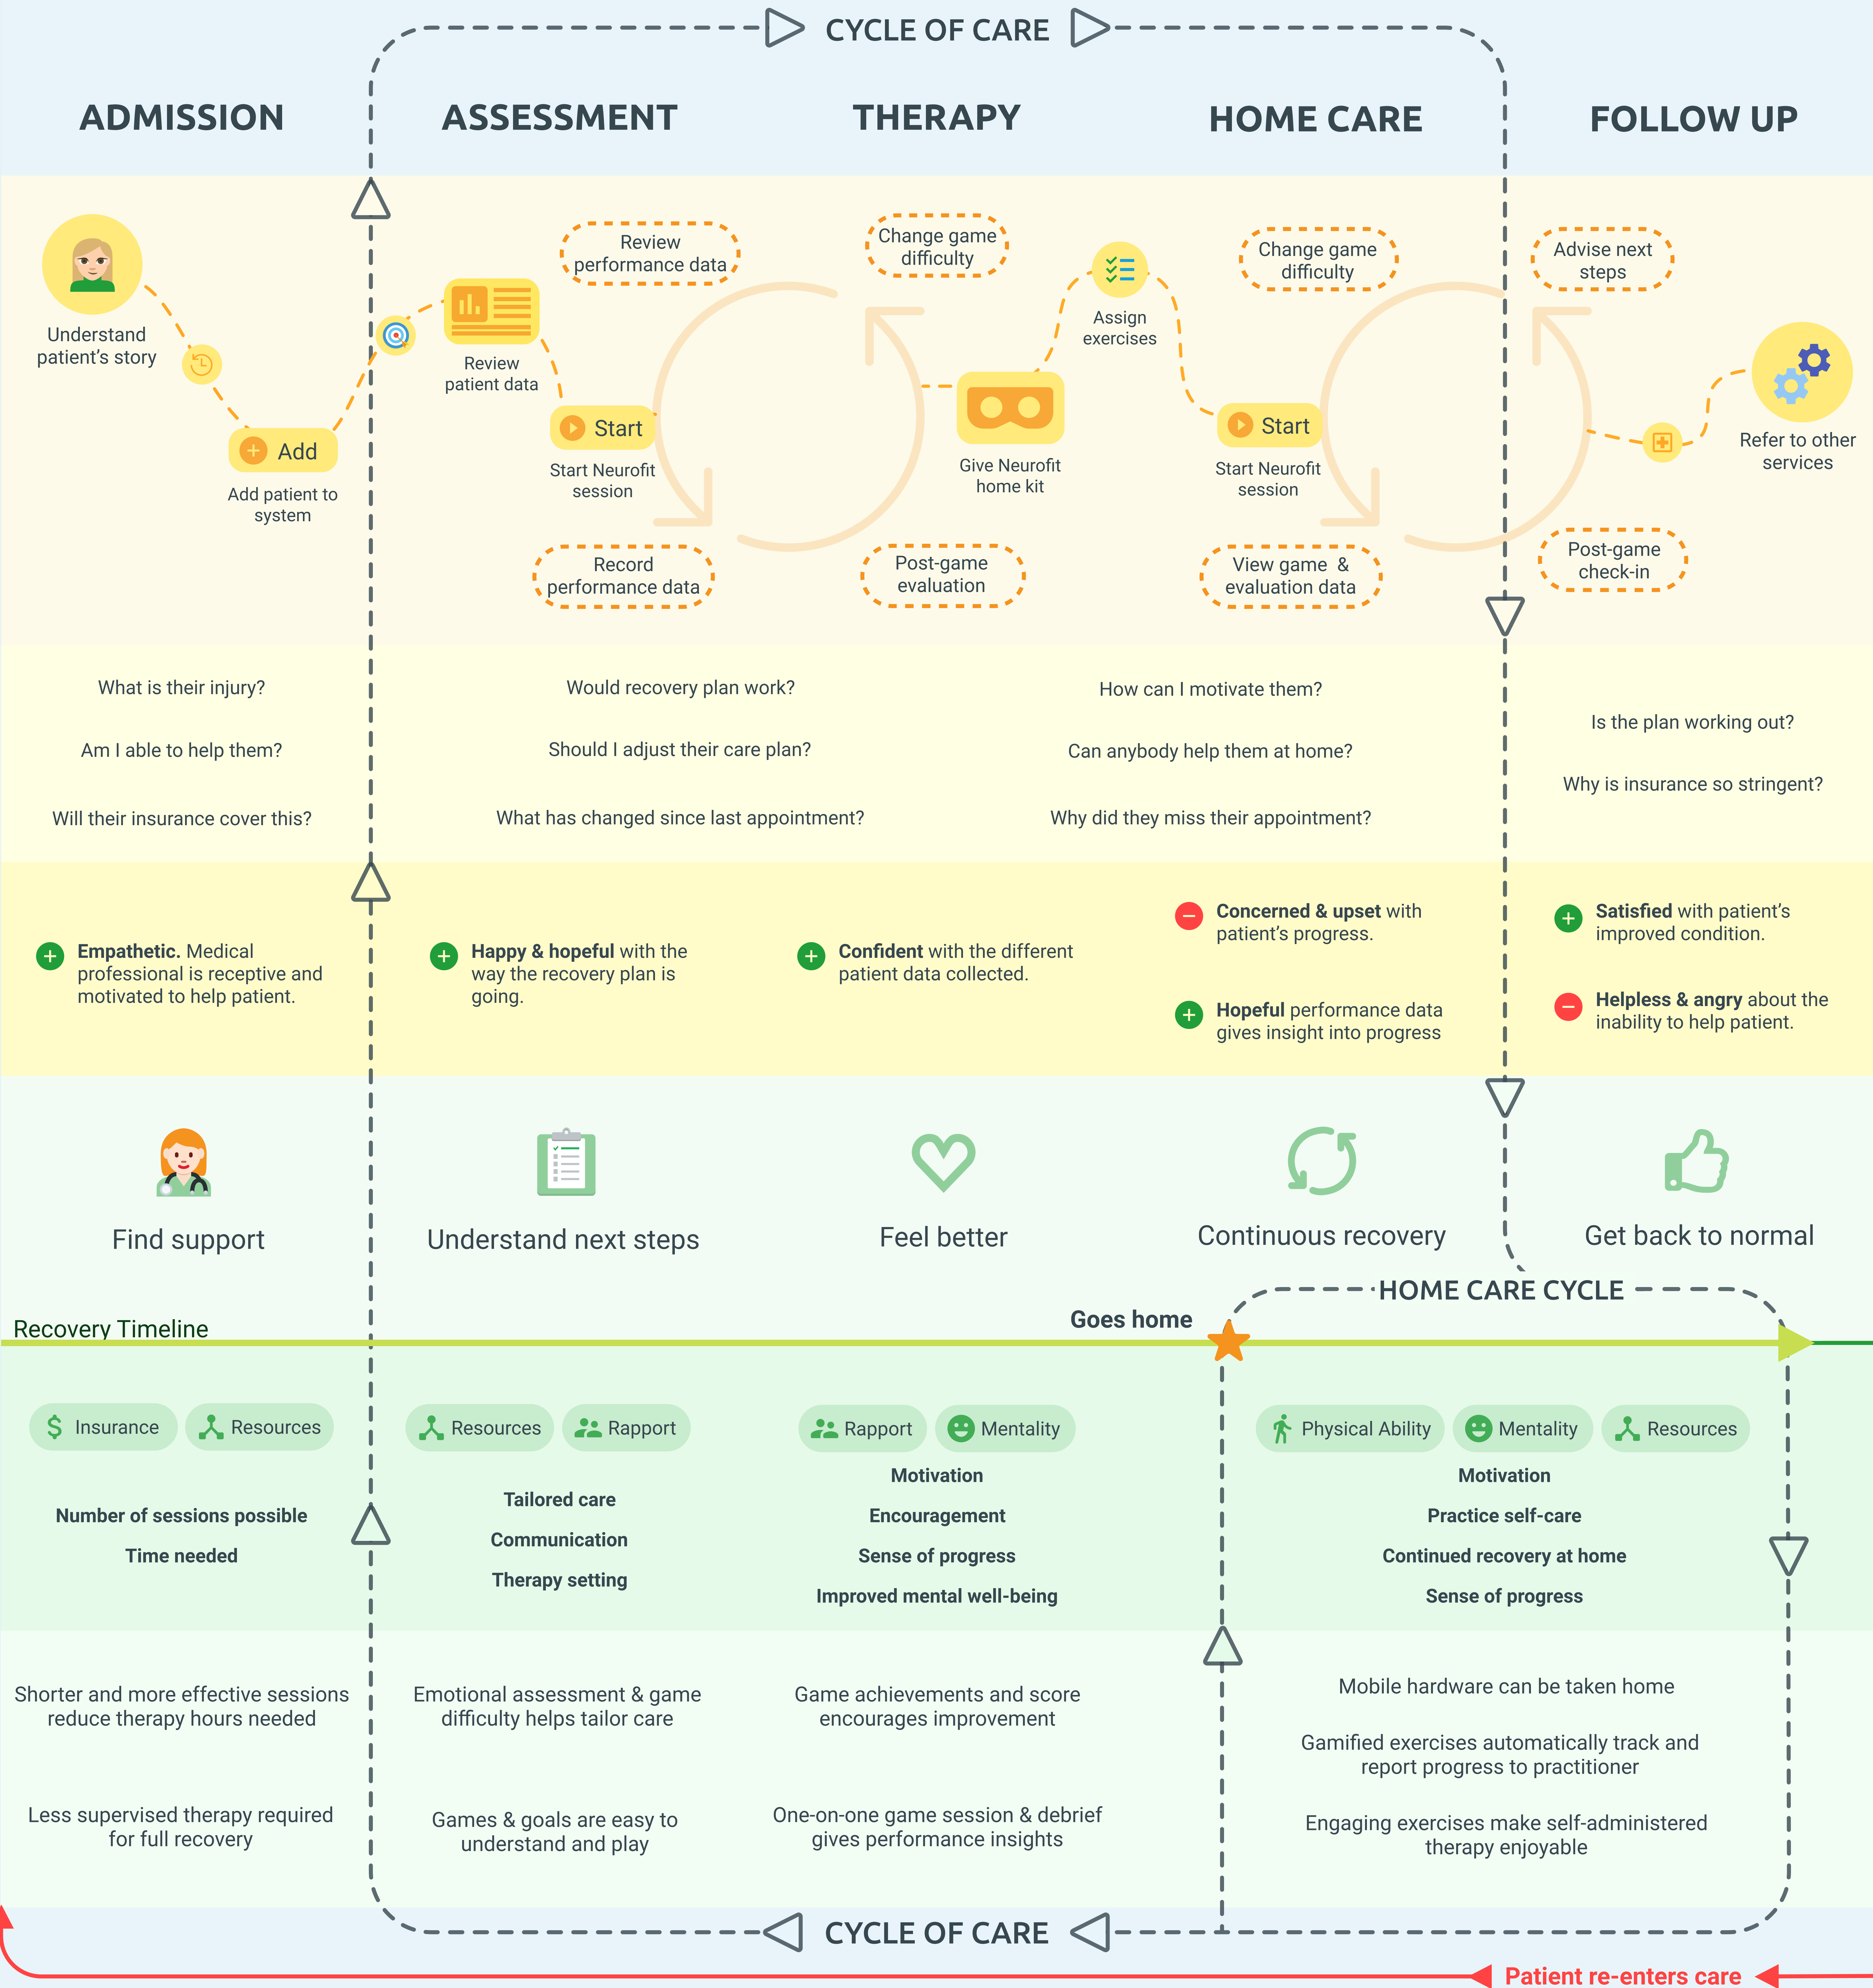 CYCLE OF CARE
ADMISSION
ASSESSMENT
THERAPY
HOME CARE
FOLLOW UP
Understand
patient's story
Add
Add patient to
system
Review
patient data
Review
performance data
Start
Start Neurofit
session
Record
performance data
Change game
difficulty
Post-game
evaluation
Give Neurofit
home kit
Assign
exercises
Change game
difficulty
Start
Start Neurofit
session
View game &
evaluation data
Advise next
steps
Post-game
check-in
Refer to other
services
What is their injury?
Am I able to help them?
Will their insurance cover this?
Would recovery plan work?
Should I adjust their care plan?
What has changed since last appointment?
How can I motivate them?
Can anybody help them at home?
Why did they miss their appointment?
Is the plan working out?
Why is insurance so stringent?
Empathetic. Medical
professional is receptive and
motivated to help patient.
Happy & hopeful with the
way the recovery plan is
going.
Confident with the different
patient data collected.
Concerned & upset with
patient's progress.
Hopeful performance data
gives insight into progress
Satisfied with patient's
improved condition.
Helpless & angry about the
inability to help patient.
Find support
Understand next steps
Feel better
Continuous recovery
Get back to normal
HOME CARE CYCLE
Recovery Timeline
Goes home
Insurance
Resources
Number of sessions possible
Time needed
Resources
Rapport
Tailored care
Communication
Therapy setting
Rapport
Mentality
Motivation
Encouragement
Sense of progress
Improved mental well-being
Physical Ability
Mentality
Resources
Motivation
Practice self-care
Continued recovery at home
Sense of progress
Shorter and more effective sessions
reduce therapy hours needed
Less supervised therapy required
for full recovery
Emotional assessment & game
difficulty helps tailor care
Games & goals are easy to
understand and play
Game achievements and score
encourages improvement
One-on-one game session & debrief
gives performance insights
Mobile hardware can be taken home
Gamified exercises automatically track and
report progress to practitioner
Engaging exercises make self-administered
therapy enjoyable
CYCLE OF CARE
Patient re-enters care